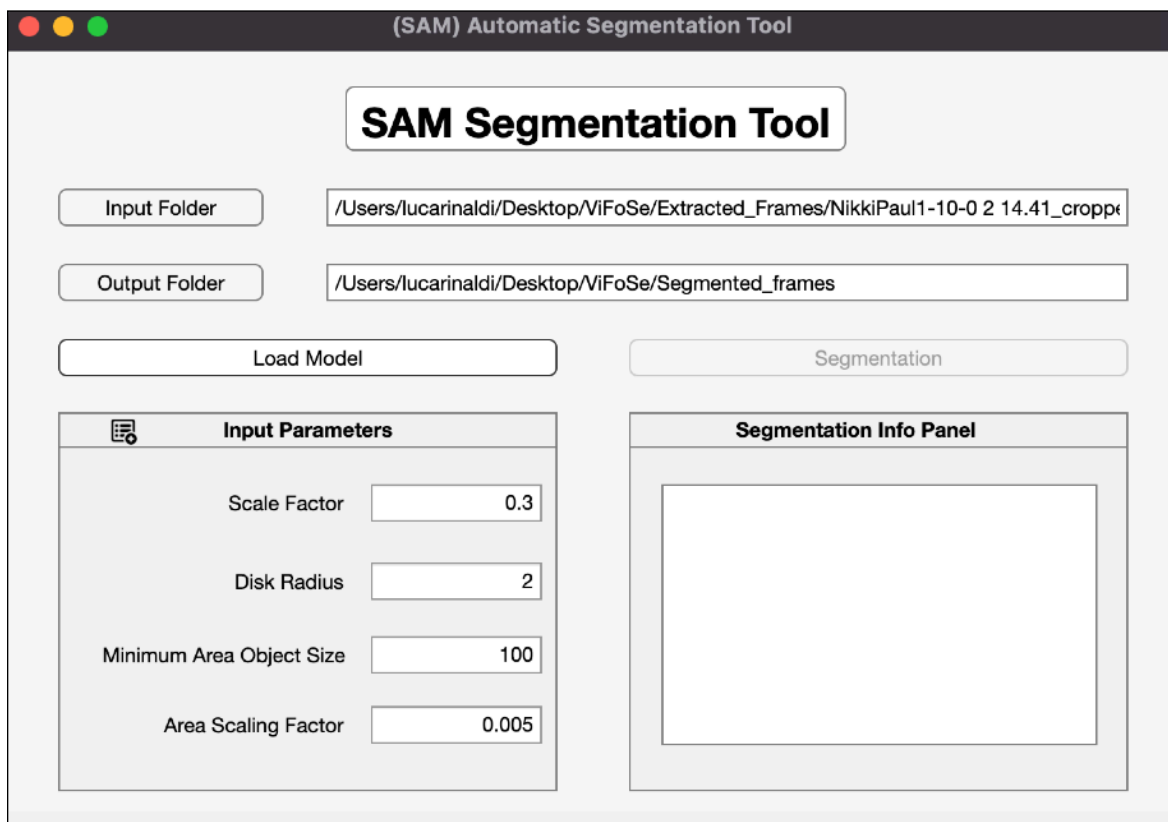 (SAM) Automatic Segmentation Tool
SAM Segmentation Tool
Input Folder
/Users/lucarinaldi/Desktop/ViFoSe/Extracted_Frames/NikkiPaul1-10-0 2 14.41_croppe
Output Folder
/Users/lucarinaldi/Desktop/ViFoSe/Segmented_frames
Load Model
Segmentation
Input Parameters
Scale Factor 0.3
Disk Radius 2
Minimum Area Object Size 100
Area Scaling Factor 0.005
Segmentation Info Panel